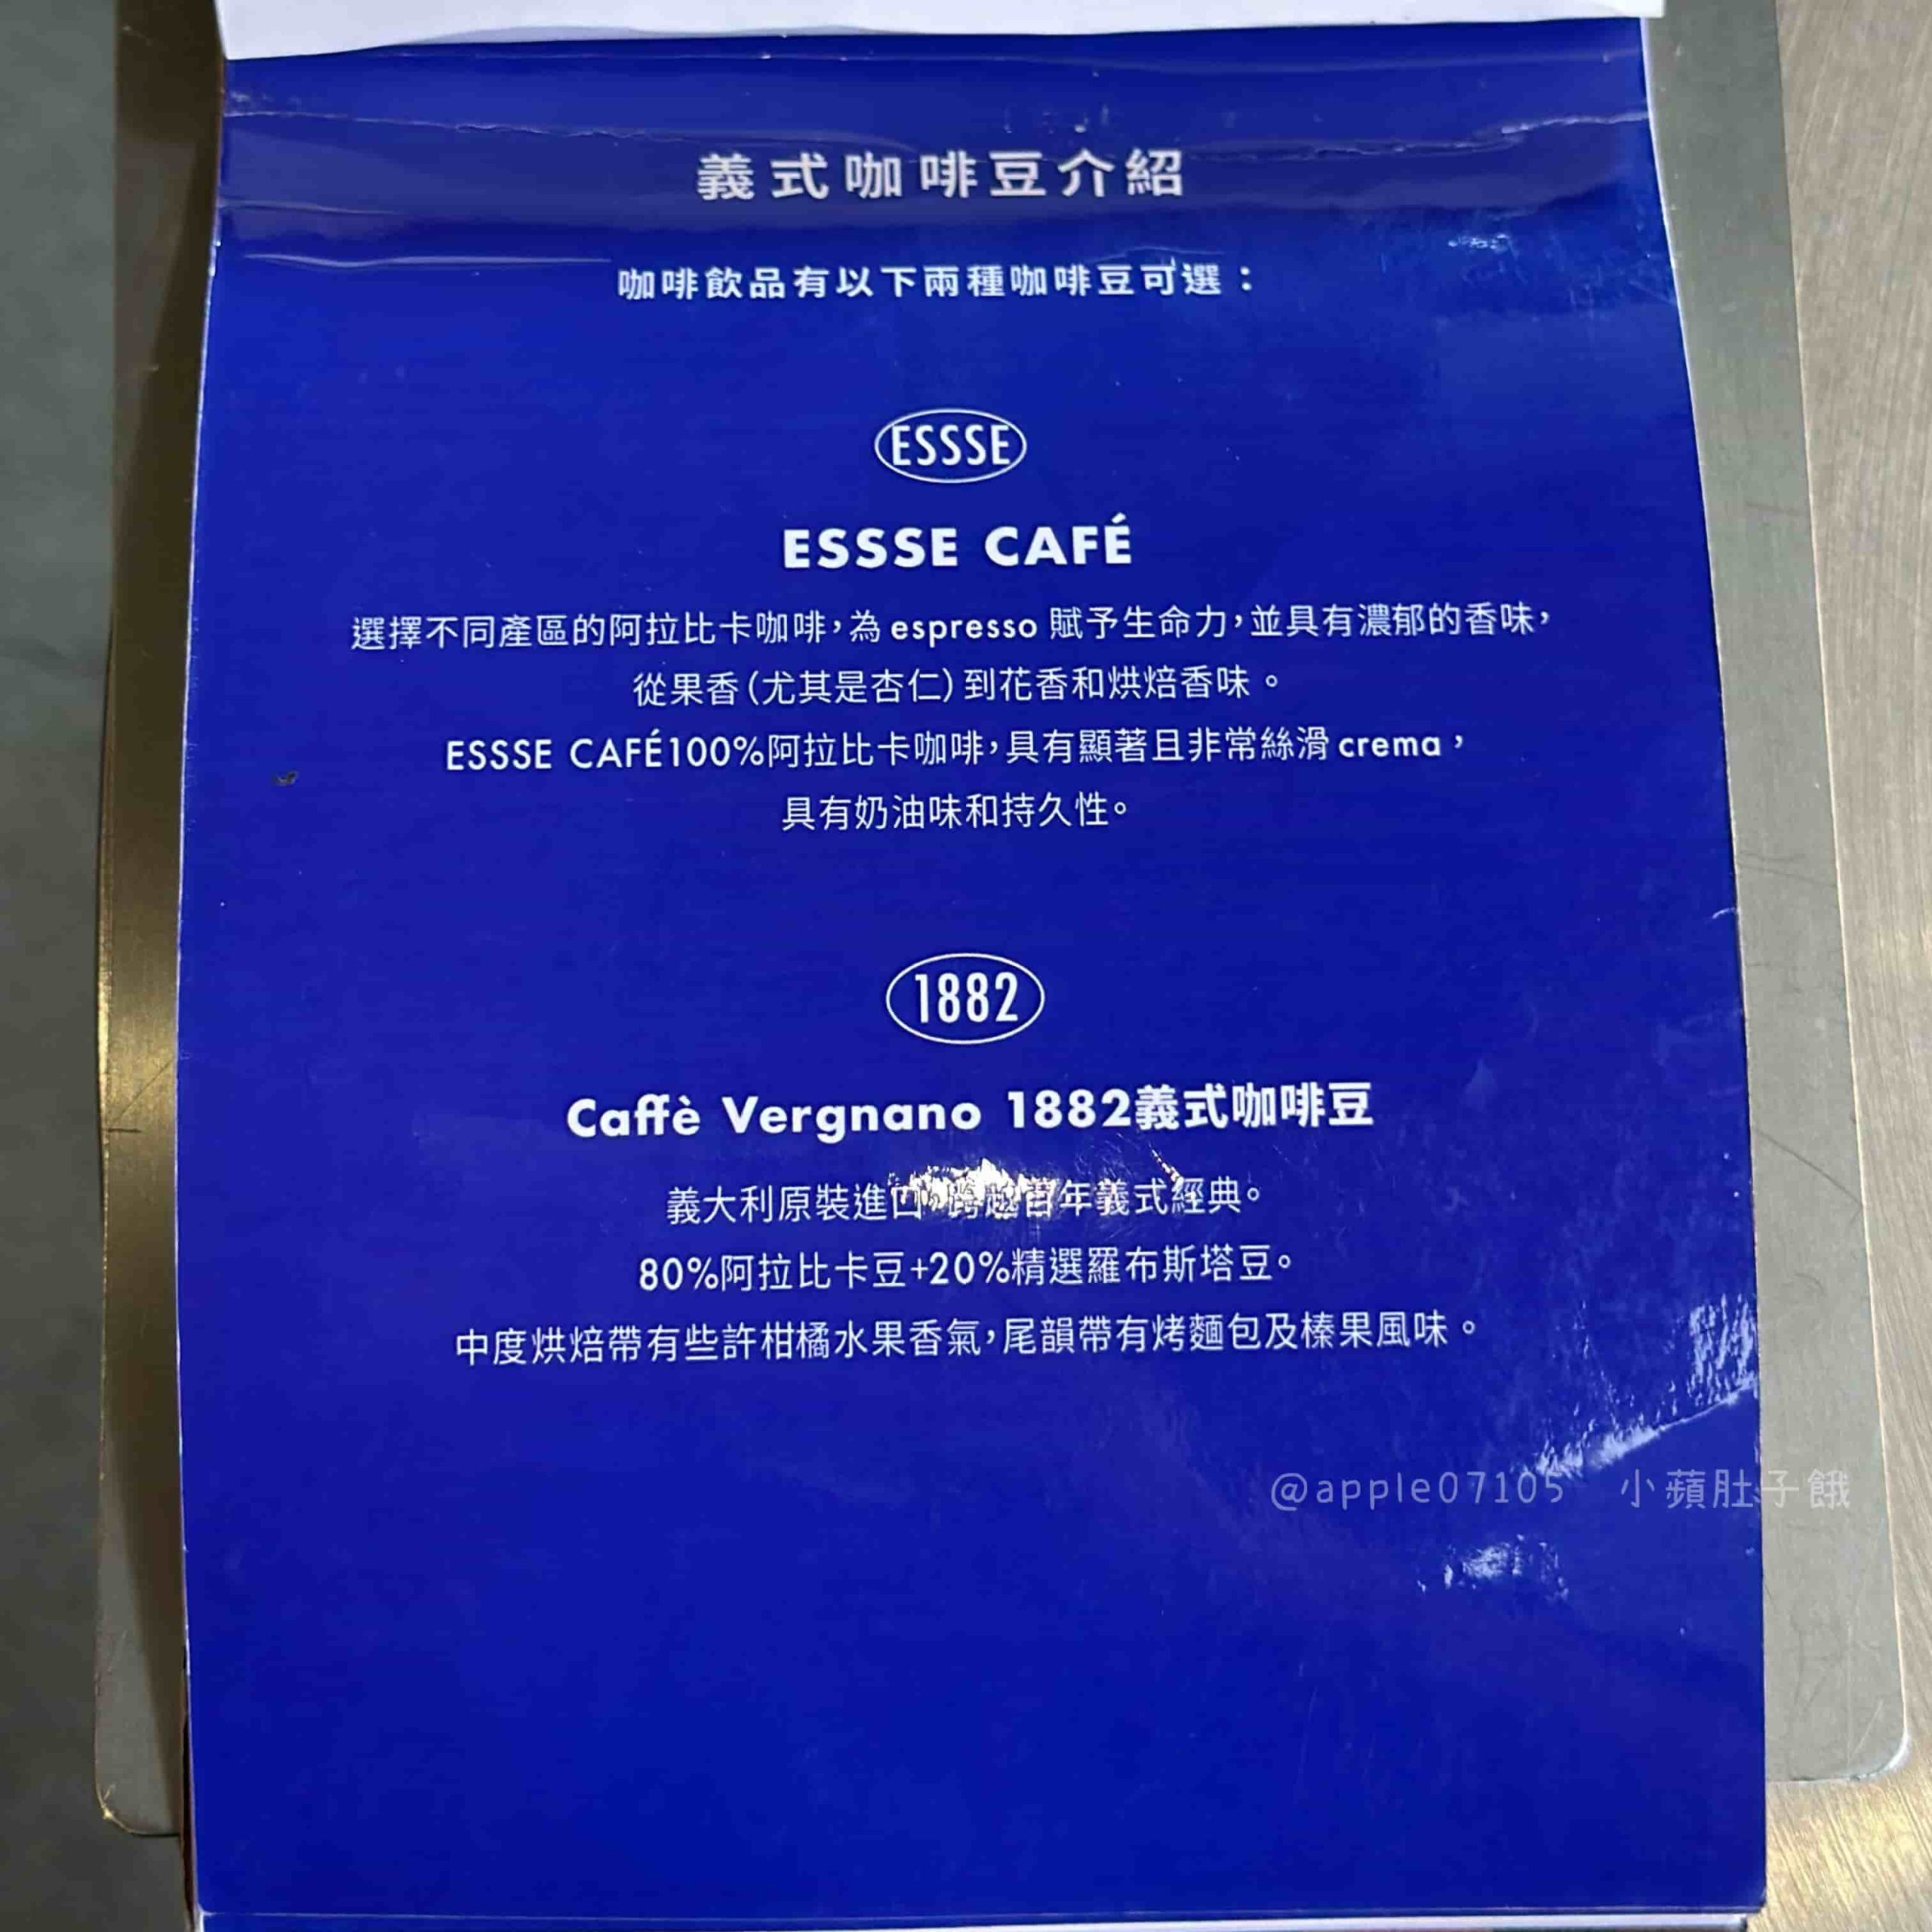 義式咖啡豆介紹
咖啡飲品有以下兩種咖啡豆可選：
ESSSE
ESSSE CAFÉ
選擇不同產區的阿拉比卡咖啡，為 espresso 賦予生命力，並具有濃郁的香味，
從果香（尤其是杏仁）到花香和烘焙香味。
ESSSE CAFÉ100%阿拉比卡咖啡，具有顯著且非常絲滑 crema，
具有奶油味和持久性。
1882
Caffè Vergnano 1882義式咖啡豆
義大利原裝進口，跨越百年義式經典。
80%阿拉比卡豆+20%精選羅布斯塔豆。
中度烘焙帶有些許柑橘水果香氣，尾韻帶有烤麵包及榛果風味。
@apple07105 小蘋肚子餓